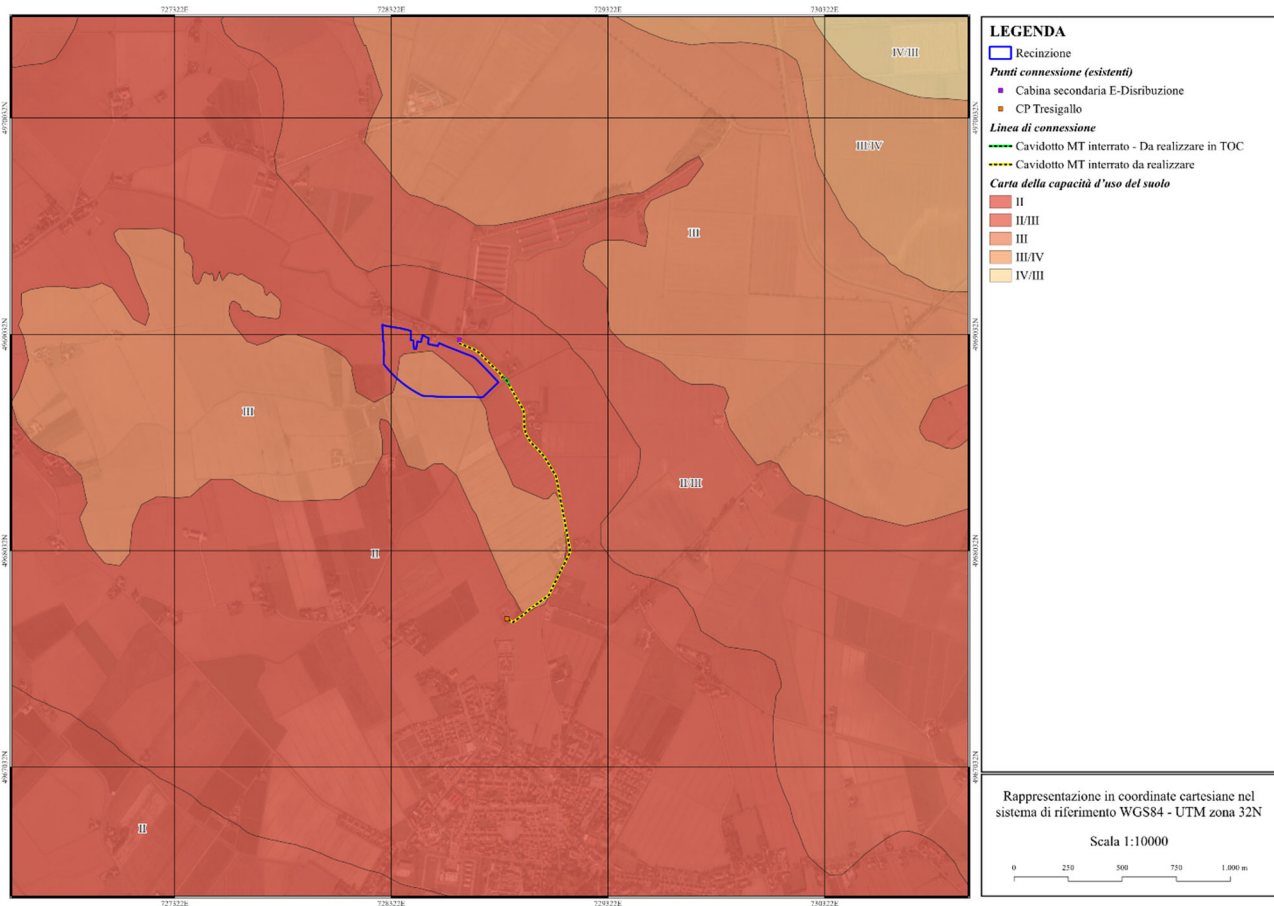 727322E
728322E
729322E
730322E
4970032N
4969032N
4968032N
4967032N
IV/III
III/IV
III
III
II/III
II
II
4970032N
4969032N
4968032N
4967032N
727322E
728322E
729322E
730322E
LEGENDA
Recinzione
Punti connessione (esistenti)
Cabina secondaria E-Disribuzione
CP Tresigallo
Linea di connessione
Cavidotto MT interrato - Da realizzare in TOC
Cavidotto MT interrato da realizzare
Carta della capacità d'uso del suolo
II
II/III
III
III/IV
IV/III
Rappresentazione in coordinate cartesiane nel
sistema di riferimento WGS84 - UTM zona 32N
Scala 1:10000
0 250 500 750 1.000 m